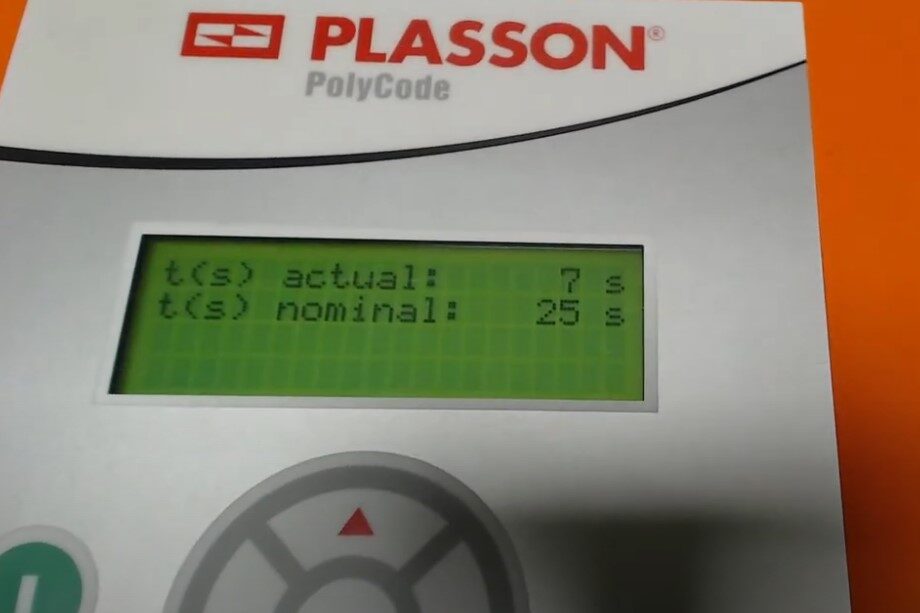 PLASSON®
PolyCode
t(s) actual: 7 s
t(s) nominal: 25 s